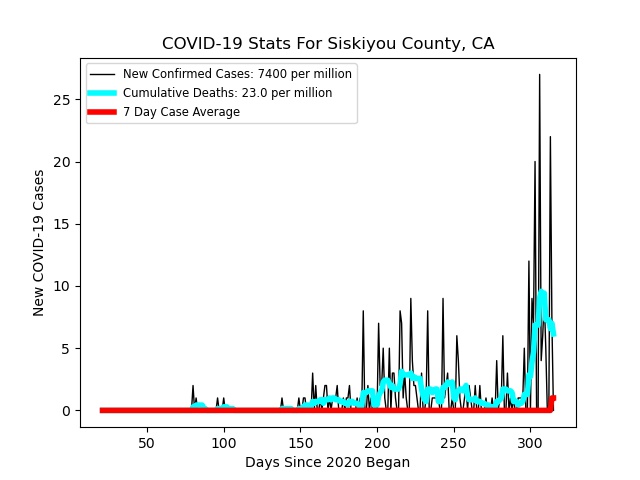 COVID-19 Stats For Siskiyou County, CA
New Confirmed Cases: 7400 per million
Cumulative Deaths: 23.0 per million
7 Day Case Average
New COVID-19 Cases
25
20
15
10
5
0
50 100 150 200 250 300
Days Since 2020 Began